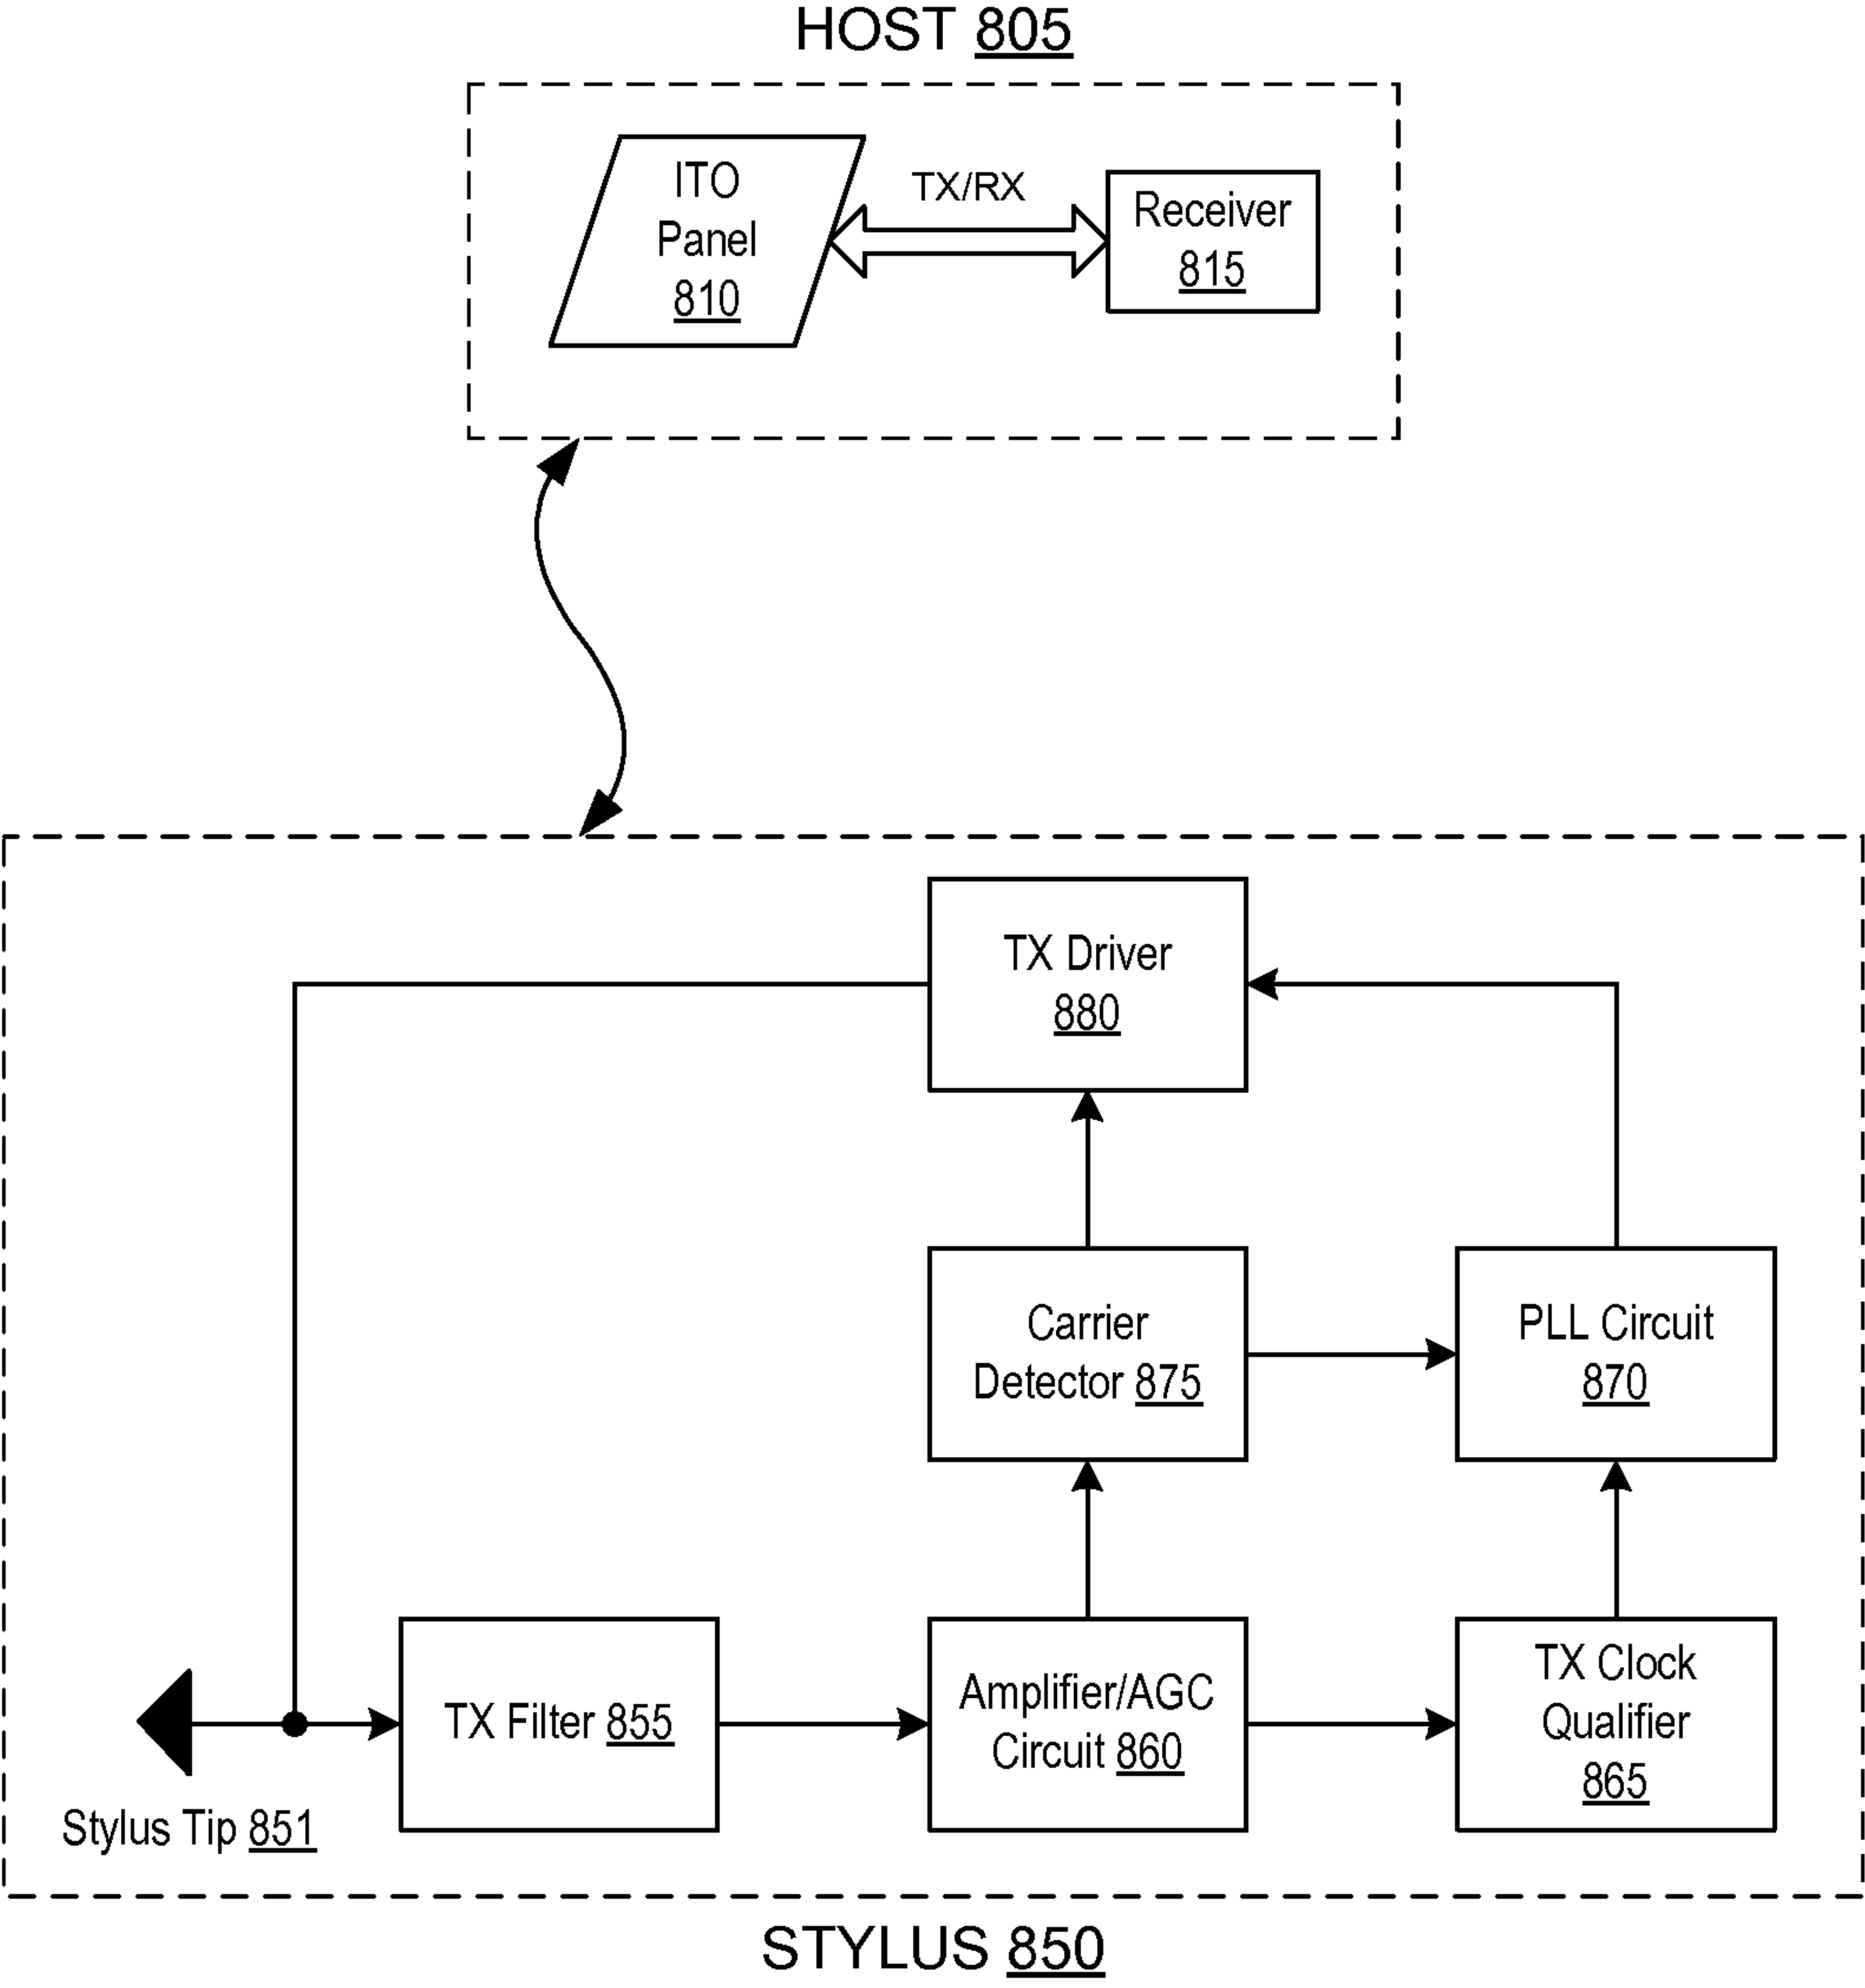 HOST 805
ITO
Panel
810
TX/RX
Receiver
815
TX Driver
880
Carrier
Detector 875
PLL Circuit
870
TX Filter 855
Amplifier/AGC
Circuit 860
TX Clock
Qualifier
865
Stylus Tip 851
STYLUS 850